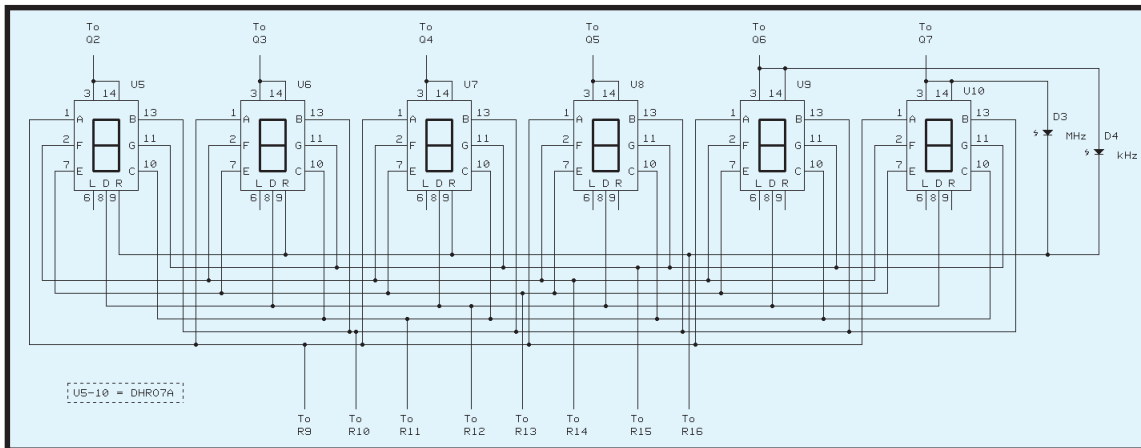 To To To To To To
Q2 Q3 Q4 Q5 Q6 Q7
3 14 U5 3 14 U6 3 14 U7 3 14 U8 3 14 U9 3 14 U10
1 A B 13 1 A B 13 1 A B 13 1 A B 13 1 A B 13 1 A B 13 D3
2 F G 11 2 F G 11 2 F G 11 2 F G 11 2 F G 11 2 F G 11 MHz D4
7 E C 10 7 E C 10 7 E C 10 7 E C 10 7 E C 10 7 E C 10 kHz
L D R L D R L D R L D R L D R L D R
6 8 9 6 8 9 6 8 9 6 8 9 6 8 9 6 8 9
U5-10 = DHR07A
To To To To To To To To
R9 R10 R11 R12 R13 R14 R15 R16